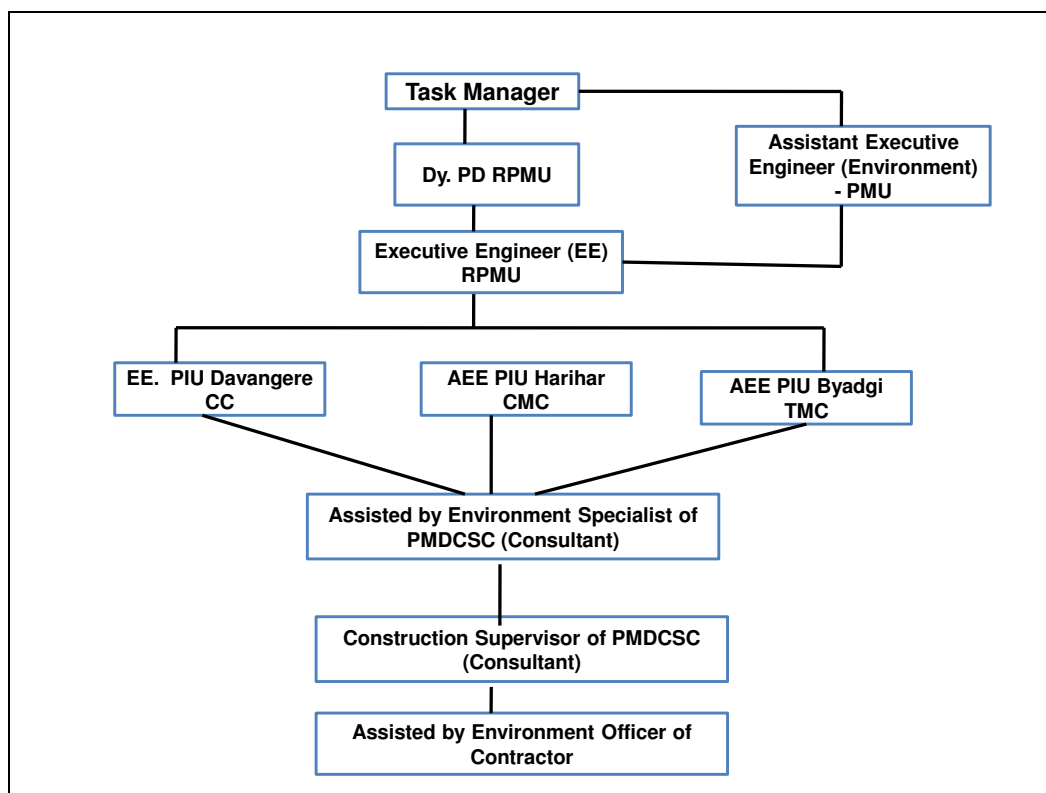 Task Manager
Assistant Executive
Engineer (Environment)
- PMU
Dy. PD RPMU
Executive Engineer (EE)
RPMU
EE. PIU Davangere
CC
AEE PIU Harihar
CMC
AEE PIU Byadgi
TMC
Assisted by Environment Specialist of
PMDCSC (Consultant)
Construction Supervisor of PMDCSC
(Consultant)
Assisted by Environment Officer of
Contractor